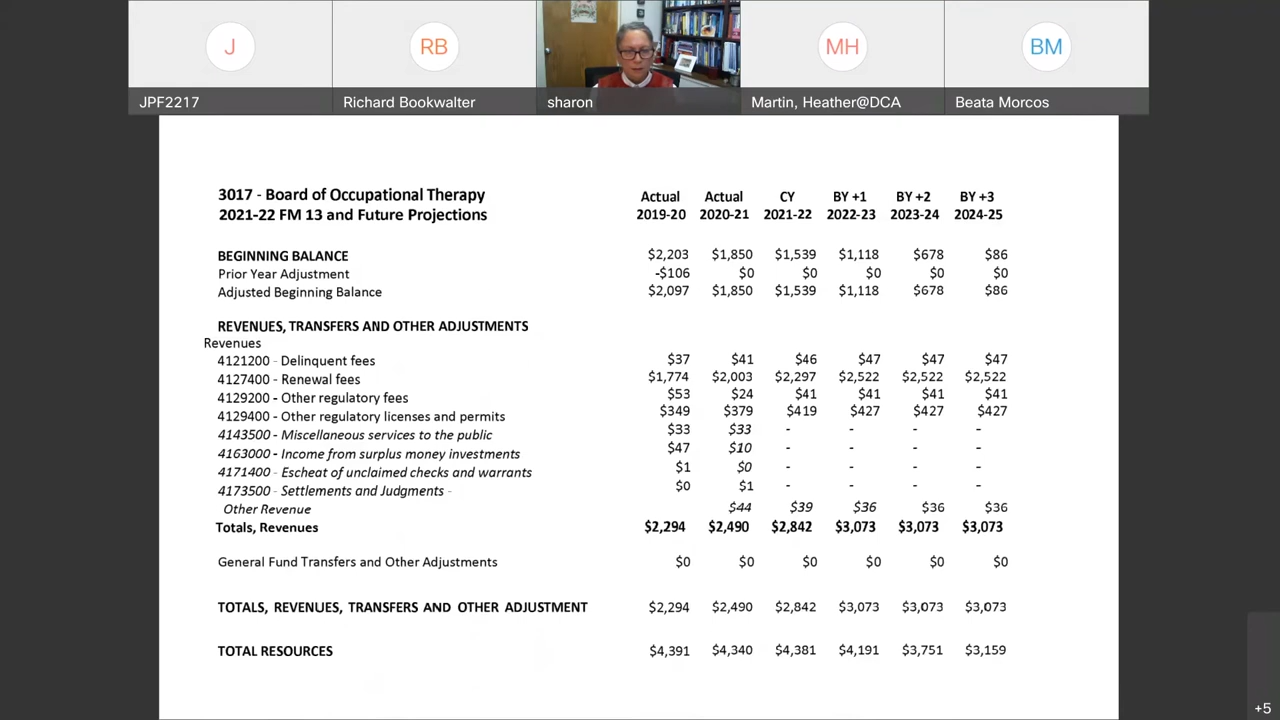 J
RB
MH
BM
JPF2217
Richard Bookwalter
sharon
Martin, Heather@DCA
Beata Morcos
3017 - Board of Occupational Therapy
2021-22 FM 13 and Future Projections
Actual 2019-20
Actual 2020-21
CY 2021-22
BY +1 2022-23
BY +2 2023-24
BY +3 2024-25
BEGINNING BALANCE $2,203 $1,850 $1,539 $1,118 $678 $86
Prior Year Adjustment -$106 $0 $0 $0 $0 $0
Adjusted Beginning Balance $2,097 $1,850 $1,539 $1,118 $678 $86
REVENUES, TRANSFERS AND OTHER ADJUSTMENTS
Revenues
4121200 - Delinquent fees $37 $41 $46 $47 $47 $47
4127400 - Renewal fees $1,774 $2,003 $2,297 $2,522 $2,522 $2,522
4129200 - Other regulatory fees $53 $24 $41 $41 $41 $41
4129400 - Other regulatory licenses and permits $349 $379 $419 $427 $427 $427
4143500 - Miscellaneous services to the public $33 $33 - - - -
4163000 - Income from surplus money investments $47 $10 - - - -
4171400 - Escheat of unclaimed checks and warrants $1 $0 - - - -
4173500 - Settlements and Judgments - $0 $1 - - - -
Other Revenue $44 $39 $36 $36 $36
Totals, Revenues $2,294 $2,490 $2,842 $3,073 $3,073 $3,073
General Fund Transfers and Other Adjustments $0 $0 $0 $0 $0 $0
TOTALS, REVENUES, TRANSFERS AND OTHER ADJUSTMENT $2,294 $2,490 $2,842 $3,073 $3,073 $3,073
TOTAL RESOURCES $4,391 $4,340 $4,381 $4,191 $3,751 $3,159
+5